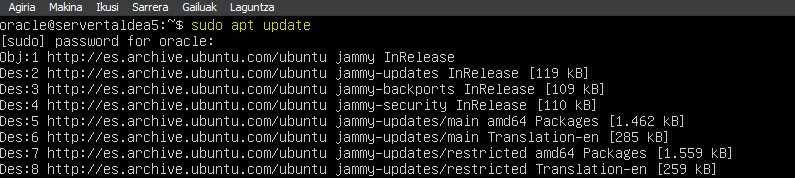 Agiria Makina Ikusi Sarrera Gailuak Laguntza
oracle@servertaldea5:~$ sudo apt update
[sudo] password for oracle:
Obj:1 http://es.archive.ubuntu.com/ubuntu jammy InRelease
Des:2 http://es.archive.ubuntu.com/ubuntu jammy-updates InRelease [119 kB]
Des:3 http://es.archive.ubuntu.com/ubuntu jammy-backports InRelease [109 kB]
Des:4 http://es.archive.ubuntu.com/ubuntu jammy-security InRelease [110 kB]
Des:5 http://es.archive.ubuntu.com/ubuntu jammy-updates/main amd64 Packages [1.462 kB]
Des:6 http://es.archive.ubuntu.com/ubuntu jammy-updates/main Translation-en [285 kB]
Des:7 http://es.archive.ubuntu.com/ubuntu jammy-updates/restricted amd64 Packages [1.559 kB]
Des:8 http://es.archive.ubuntu.com/ubuntu jammy-updates/restricted Translation-en [259 kB]